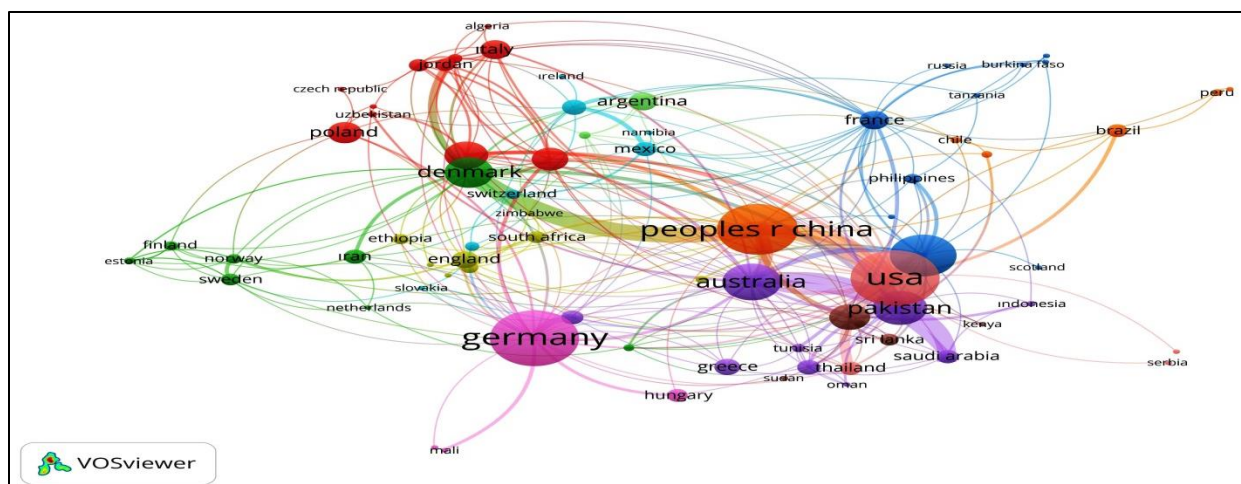 algeria
italy
jordan
ireland
russia
burkina faso
czech republic
argentina
tanzania
peru
uzbekistan
france
poland
namibia
brazil
mexico
chile
denmark
philippines
switzerland
zimbabwe
peoples r china
ethiopia
south africa
finland
norway
iran
england
estonia
scotland
sweden
slovakia
australia
usa
netherlands
indonesia
pakistan
germany
kenya
sri lanka
tunisia
saudi arabia
serbia
greece
thailand
sudan
oman
hungary
mali
VOSviewer